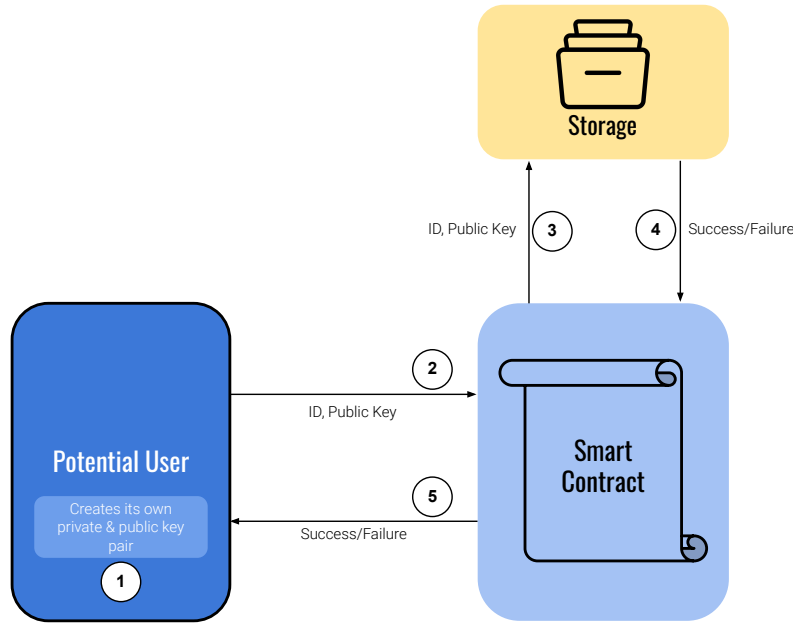 Storage
ID, Public Key
3
4
Success/Failure
2
ID, Public Key
Potential User
Creates its own
private & public key
pair
1
Smart
Contract
5
Success/Failure